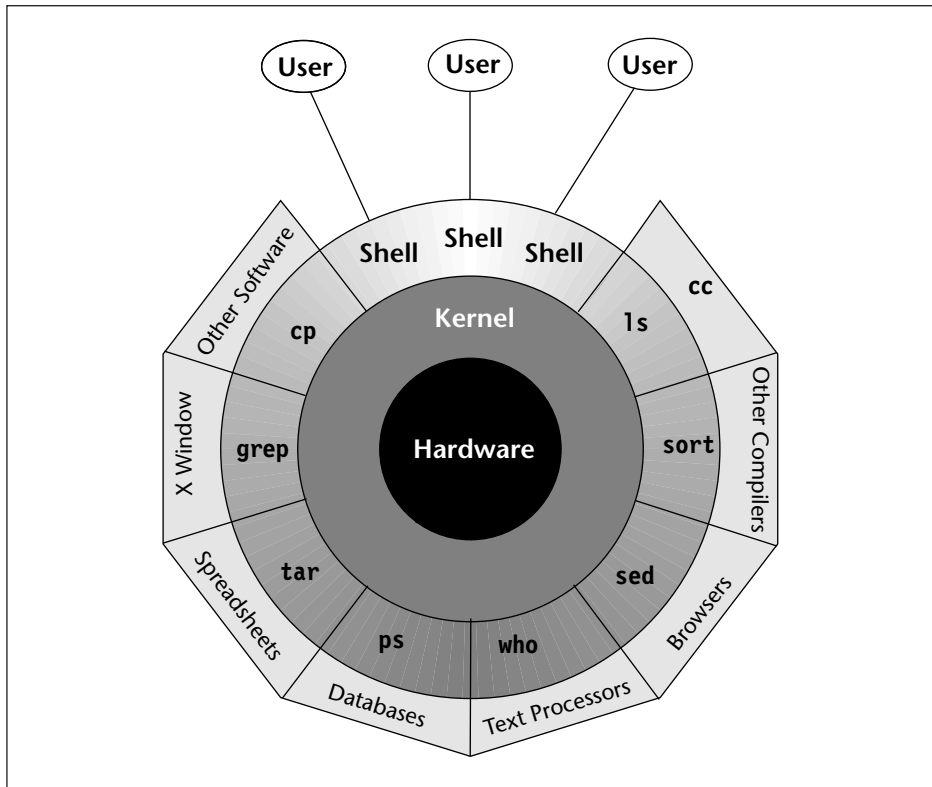 User
User
User
Shell
Shell
Shell
Other Software
cc
cp
Kernel
ls
X Window
grep
Hardware
sort
Other Compilers
tar
sed
Spreadsheets
Browsers
ps
who
Databases
Text Processors